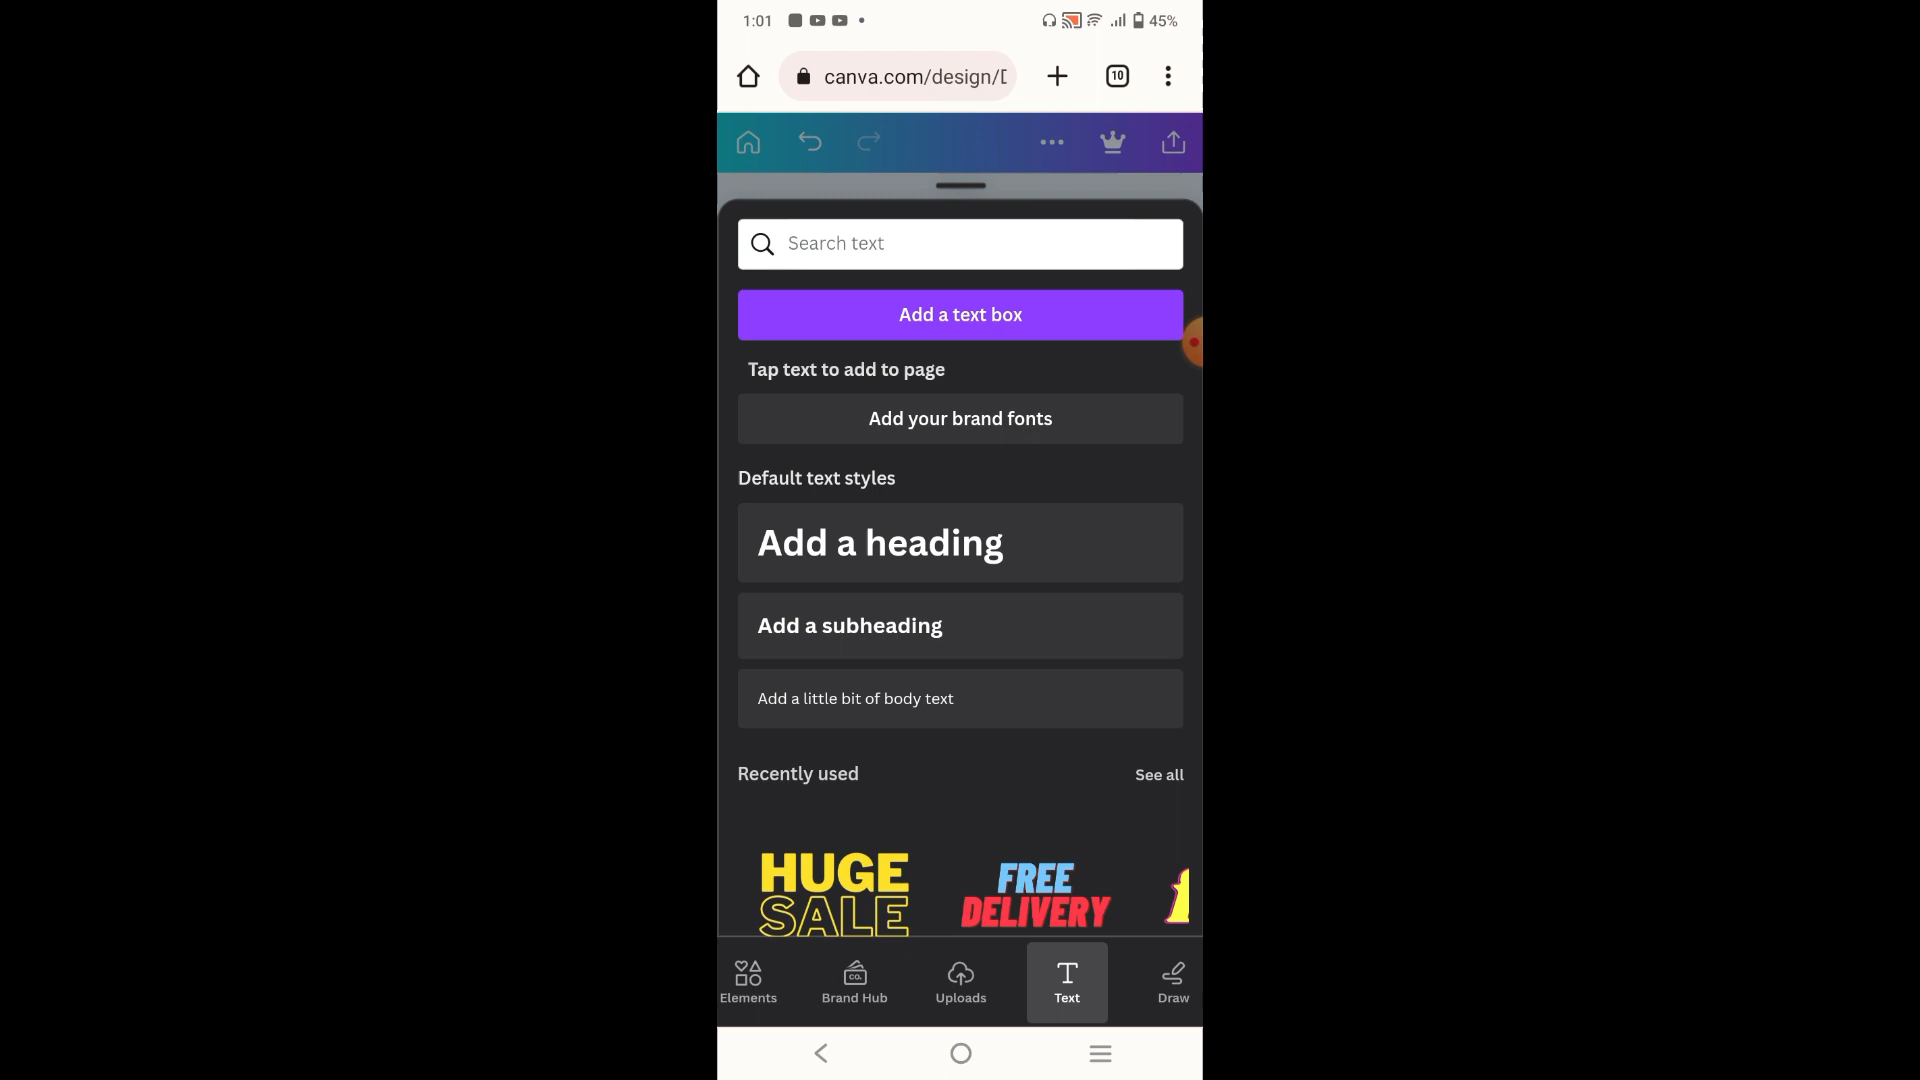 1:01 45%
canva.com/design/D 10
Search text
Add a text box
Tap text to add to page
Add your brand fonts
Default text styles
Add a heading
Add a subheading
Add a little bit of body text
Recently used See all
HUGE
SALE
FREE
DELIVERY
CO.
Elements Brand Hub Uploads Text Draw